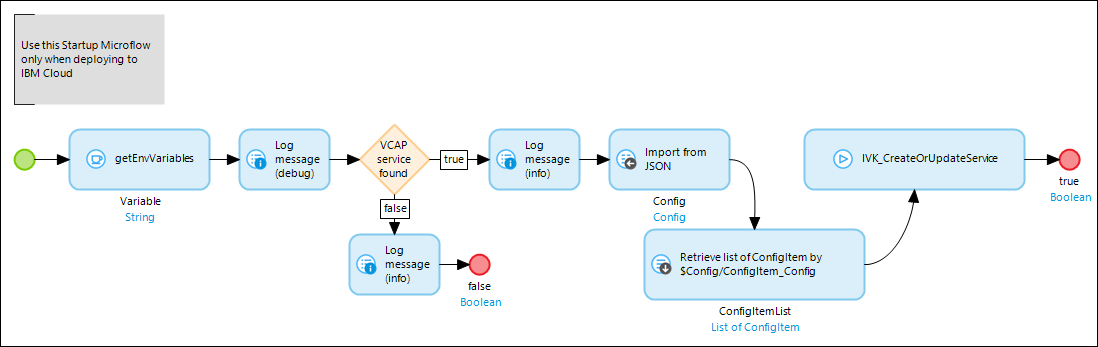 Use this Startup Microflow
only when deploying to
IBM Cloud
getEnvVariables
Variable
String
Log
message
(debug)
VCAP
service
found
true
false
Log
message
(info)
false
Boolean
Log
message
(info)
Import from
JSON
Config
Config
Retrieve list of ConfigItem by
$Config/ConfigItem_Config
ConfigItemList
List of ConfigItem
IVK_CreateOrUpdateService
true
Boolean